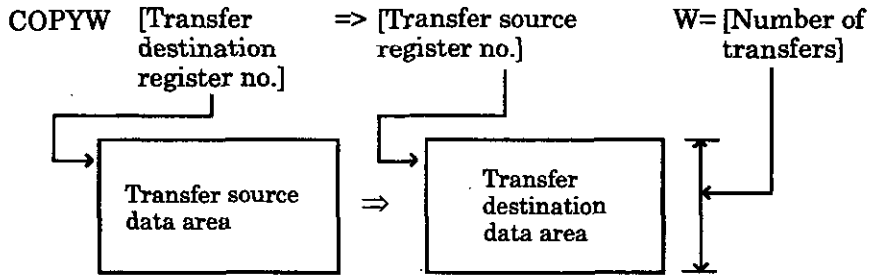 COPYW [Transfer => [Transfer source W= [Number of
destination register no.] transfers]
register no.]
Transfer source
data area
⇒
Transfer
destination
data area